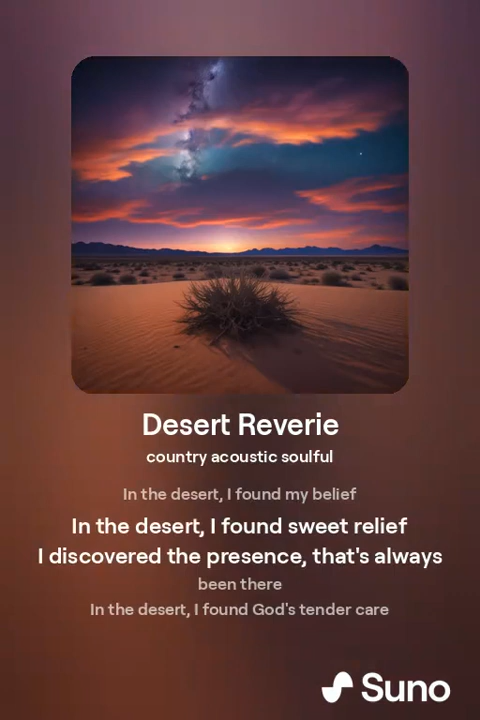 Desert Reverie
country acoustic soulful
In the desert, I found my belief
In the desert, I found sweet relief
I discovered the presence, that's always
been there
In the desert, I found God's tender care
Suno